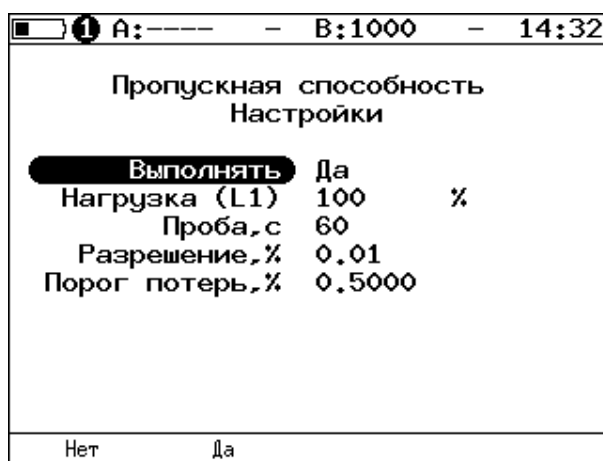 1 A:---- - B:1000 - 14:32
Пропускная способность
Настройки
Выполнять Да
Нагрузка (L1) 100 %
Проба,с 60
Разрешение,% 0.01
Порог потерь,% 0.5000
Нет Да